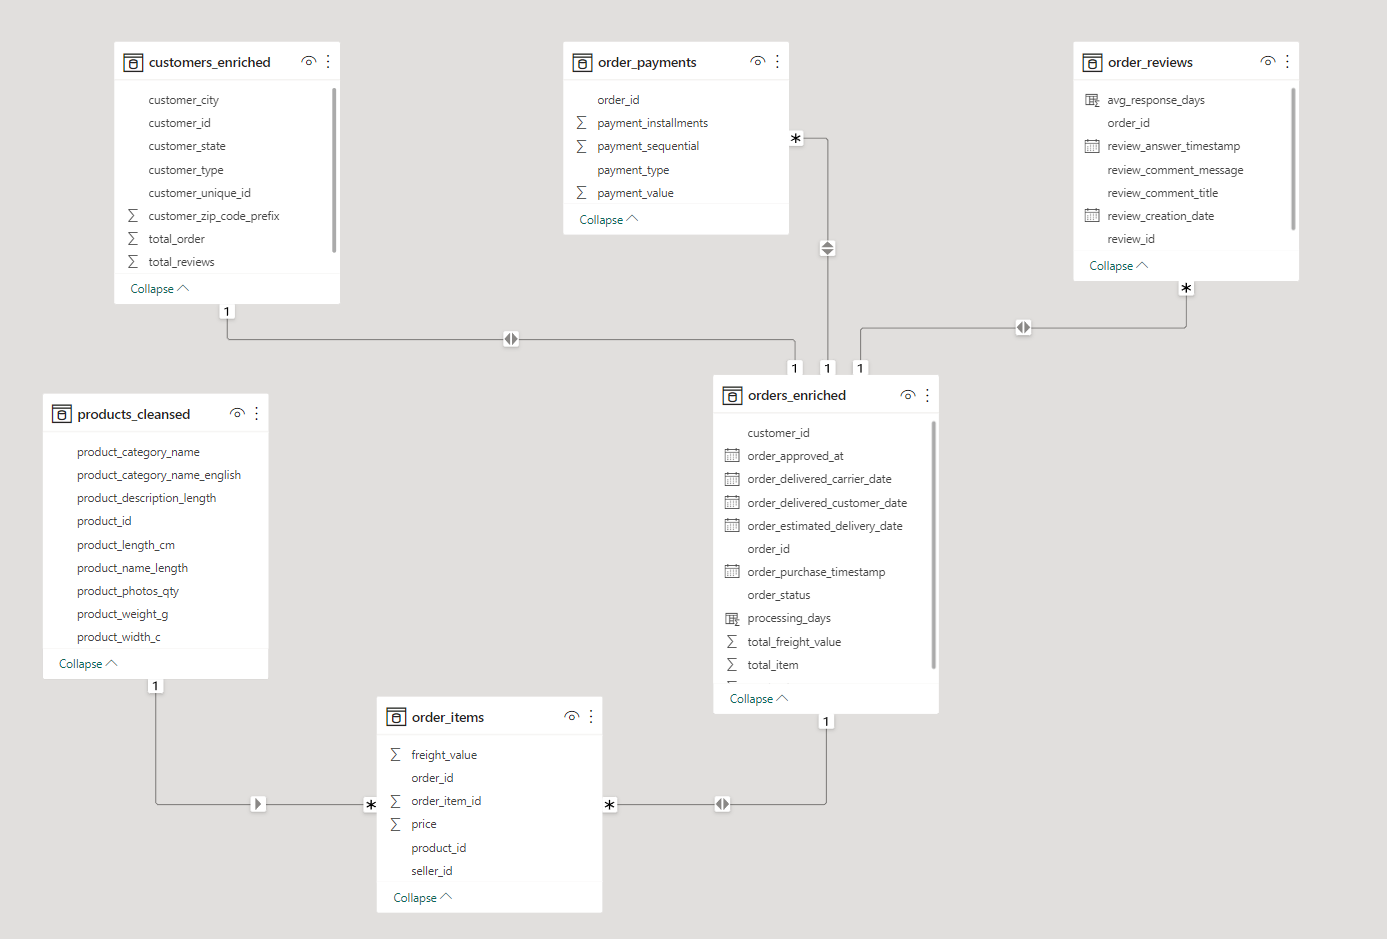 customers_enriched
customer_city
customer_id
customer_state
customer_type
customer_unique_id
customer_zip_code_prefix
total_order
total_reviews
Collapse
1
order_payments
order_id
payment_installments
payment_sequential
payment_type
payment_value
Collapse
*
order_reviews
avg_response_days
order_id
review_answer_timestamp
review_comment_message
review_comment_title
review_creation_date
review_id
Collapse
*
1
1
1
products_cleansed
product_category_name
product_category_name_english
product_description_length
product_id
product_length_cm
product_name_length
product_photos_qty
product_weight_g
product_width_c
Collapse
1
orders_enriched
customer_id
order_approved_at
order_delivered_carrier_date
order_delivered_customer_date
order_estimated_delivery_date
order_id
order_purchase_timestamp
order_status
processing_days
total_freight_value
total_item
Collapse
1
order_items
freight_value
order_id
order_item_id
price
product_id
seller_id
Collapse
*
*